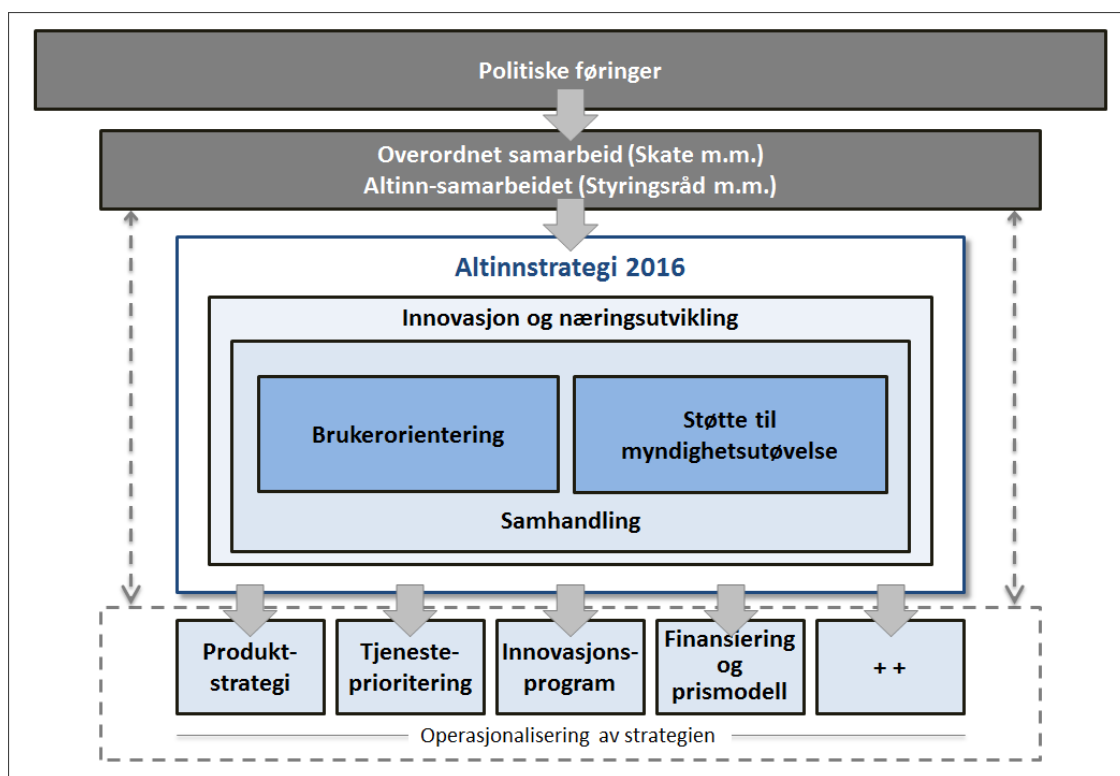 Politiske føringer
Overordnet samarbeid (Skate m.m.)
Altinn-samarbeidet (Styringsråd m.m.)
Altinnstrategi 2016
Innovasjon og næringsutvikling
Brukerorientering
Støtte til
myndighetsutøvelse
Samhandling
Produkt-
strategi
Tjeneste-
prioritering
Innovasjons-
program
Finansiering
og
prismodell
+ +
Operasjonalisering av strategien